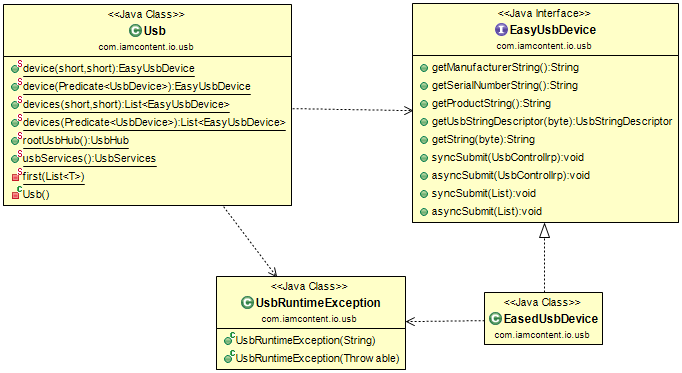 <<Java Class>>
Usb
com.iamcontent.io.usb
device(short,short):EasyUsbDevice
device(Predicate<UsbDevice>):EasyUsbDevice
devices(short,short):List<EasyUsbDevice>
devices(Predicate<UsbDevice>):List<EasyUsbDevice>
rootUsbHub():UsbHub
usbServices():UsbServices
first(List<T>)
Usb()
<<Java Interface>>
EasyUsbDevice
com.iamcontent.io.usb
getManufacturerString():String
getSerialNumberString():String
getProductString():String
getUsbStringDescriptor(byte):UsbStringDescriptor
getString(byte):String
syncSubmit(UsbControlIrp):void
asyncSubmit(UsbControlIrp):void
syncSubmit(List):void
asyncSubmit(List):void
<<Java Class>>
UsbRuntimeException
com.iamcontent.io.usb
UsbRuntimeException(String)
UsbRuntimeException(Throw able)
<<Java Class>>
EasedUsbDevice
com.iamcontent.io.usb